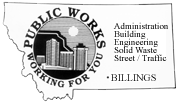 PUBLIC WORKS
WORKING FOR YOU
Administration
Building
Engineering
Solid Waste
Street / Traffic
• BILLINGS